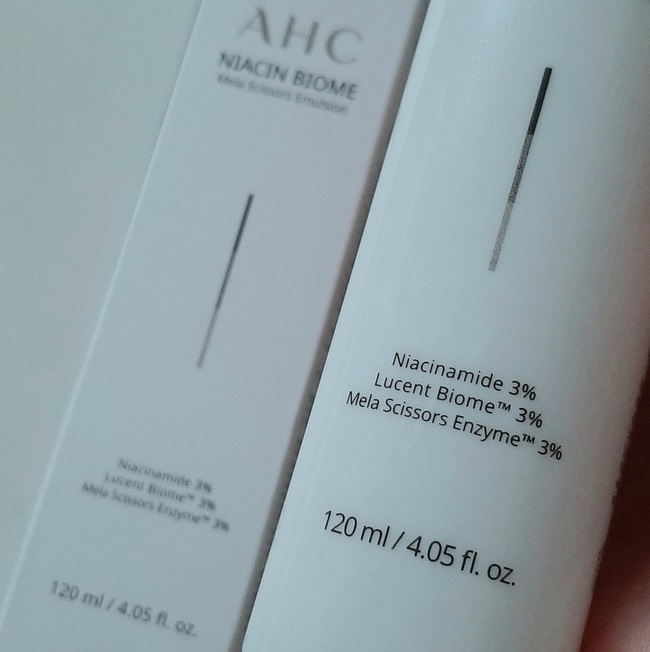 AHC
NIACIN BIOME
Mela Scissors Emulsion
Niacinamide 3%
Lucent Biome™ 3%
Mela Scissors Enzyme™ 3%
120 ml / 4.05 fl. oz.
Niacinamide 3%
Lucent Biome™ 3%
Mela Scissors Enzyme™ 3%
120 ml / 4.05 fl. oz.